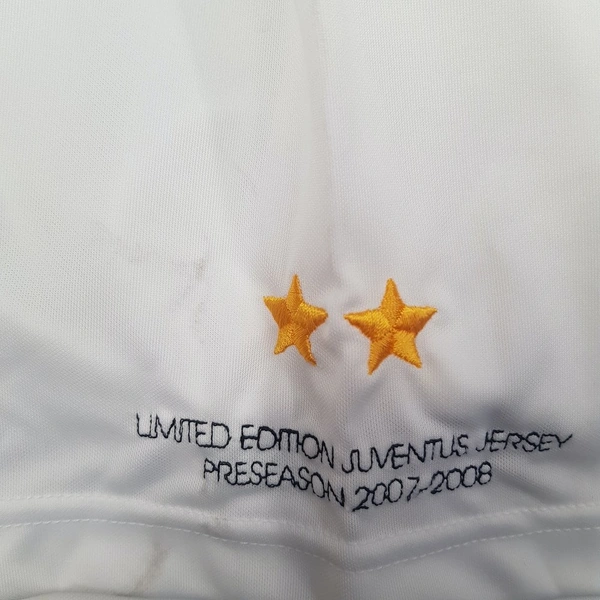 LIMITED EDITION JUVENTUS JERSEY
PRESEASON 2007-2008